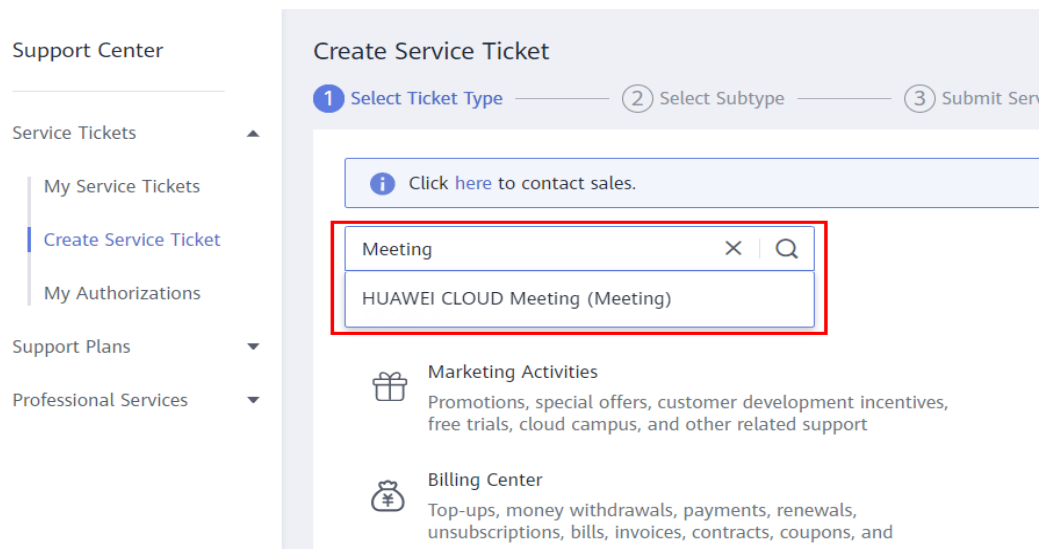 Support Center
Service Tickets
My Service Tickets
Create Service Ticket
My Authorizations
Support Plans
Professional Services
Create Service Ticket
1 Select Ticket Type 2 Select Subtype 3 Submit Serv
Click here to contact sales.
Meeting
HUAWEI CLOUD Meeting (Meeting)
Marketing Activities
Promotions, special offers, customer development incentives,
free trials, cloud campus, and other related support
Billing Center
Top-ups, money withdrawals, payments, renewals,
unsubscriptions, bills, invoices, contracts, coupons, and